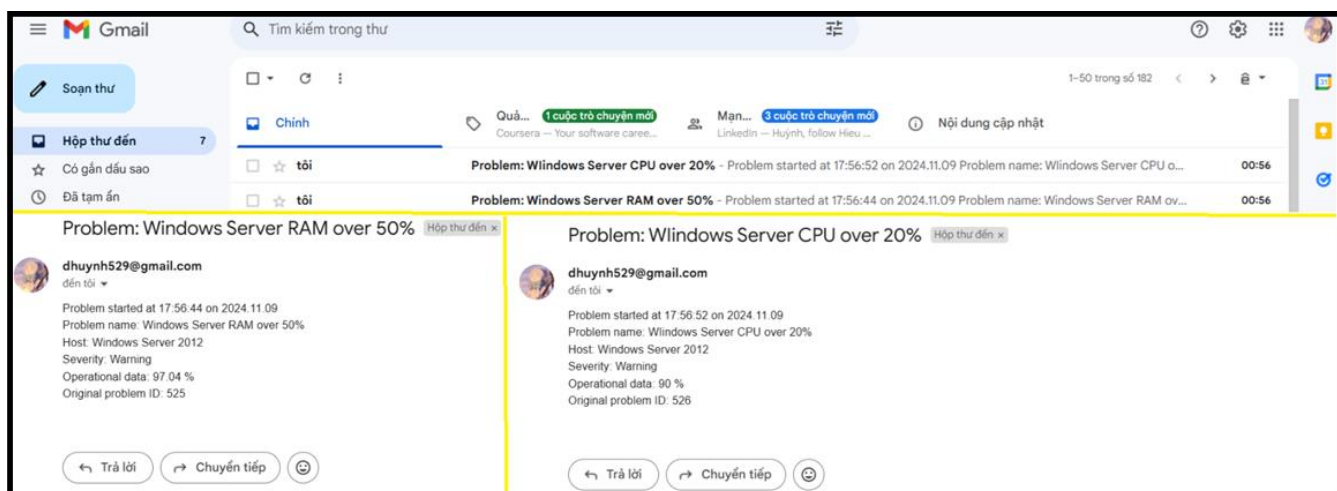 Gmail
Tìm kiếm trong thư
Soạn thư
1–50 trong số 182
Chính
Quả... 1 cuộc trò chuyện mới
Coursera — Your software caree...
Mạn... 3 cuộc trò chuyện mới
LinkedIn — Huỳnh, follow Hieu ...
Nội dung cập nhật
Hộp thư đến 7
Có gắn dấu sao
Đã tạm ẩn
tôi Problem: WIindows Server CPU over 20% - Problem started at 17:56:52 on 2024.11.09 Problem name: WIindows Server CPU o... 00:56
tôi Problem: Windows Server RAM over 50% - Problem started at 17:56:44 on 2024.11.09 Problem name: Windows Server RAM ov... 00:56
Problem: Windows Server RAM over 50% Hộp thư đến ×
dhuynh529@gmail.com
đến tôi
Problem started at 17:56:44 on 2024.11.09
Problem name: Windows Server RAM over 50%
Host: Windows Server 2012
Severity: Warning
Operational data: 97.04 %
Original problem ID: 525
Trả lời
Chuyển tiếp
Problem: WIindows Server CPU over 20% Hộp thư đến ×
dhuynh529@gmail.com
đến tôi
Problem started at 17:56:52 on 2024.11.09
Problem name: WIindows Server CPU over 20%
Host: Windows Server 2012
Severity: Warning
Operational data: 90 %
Original problem ID: 526
Trả lời
Chuyển tiếp